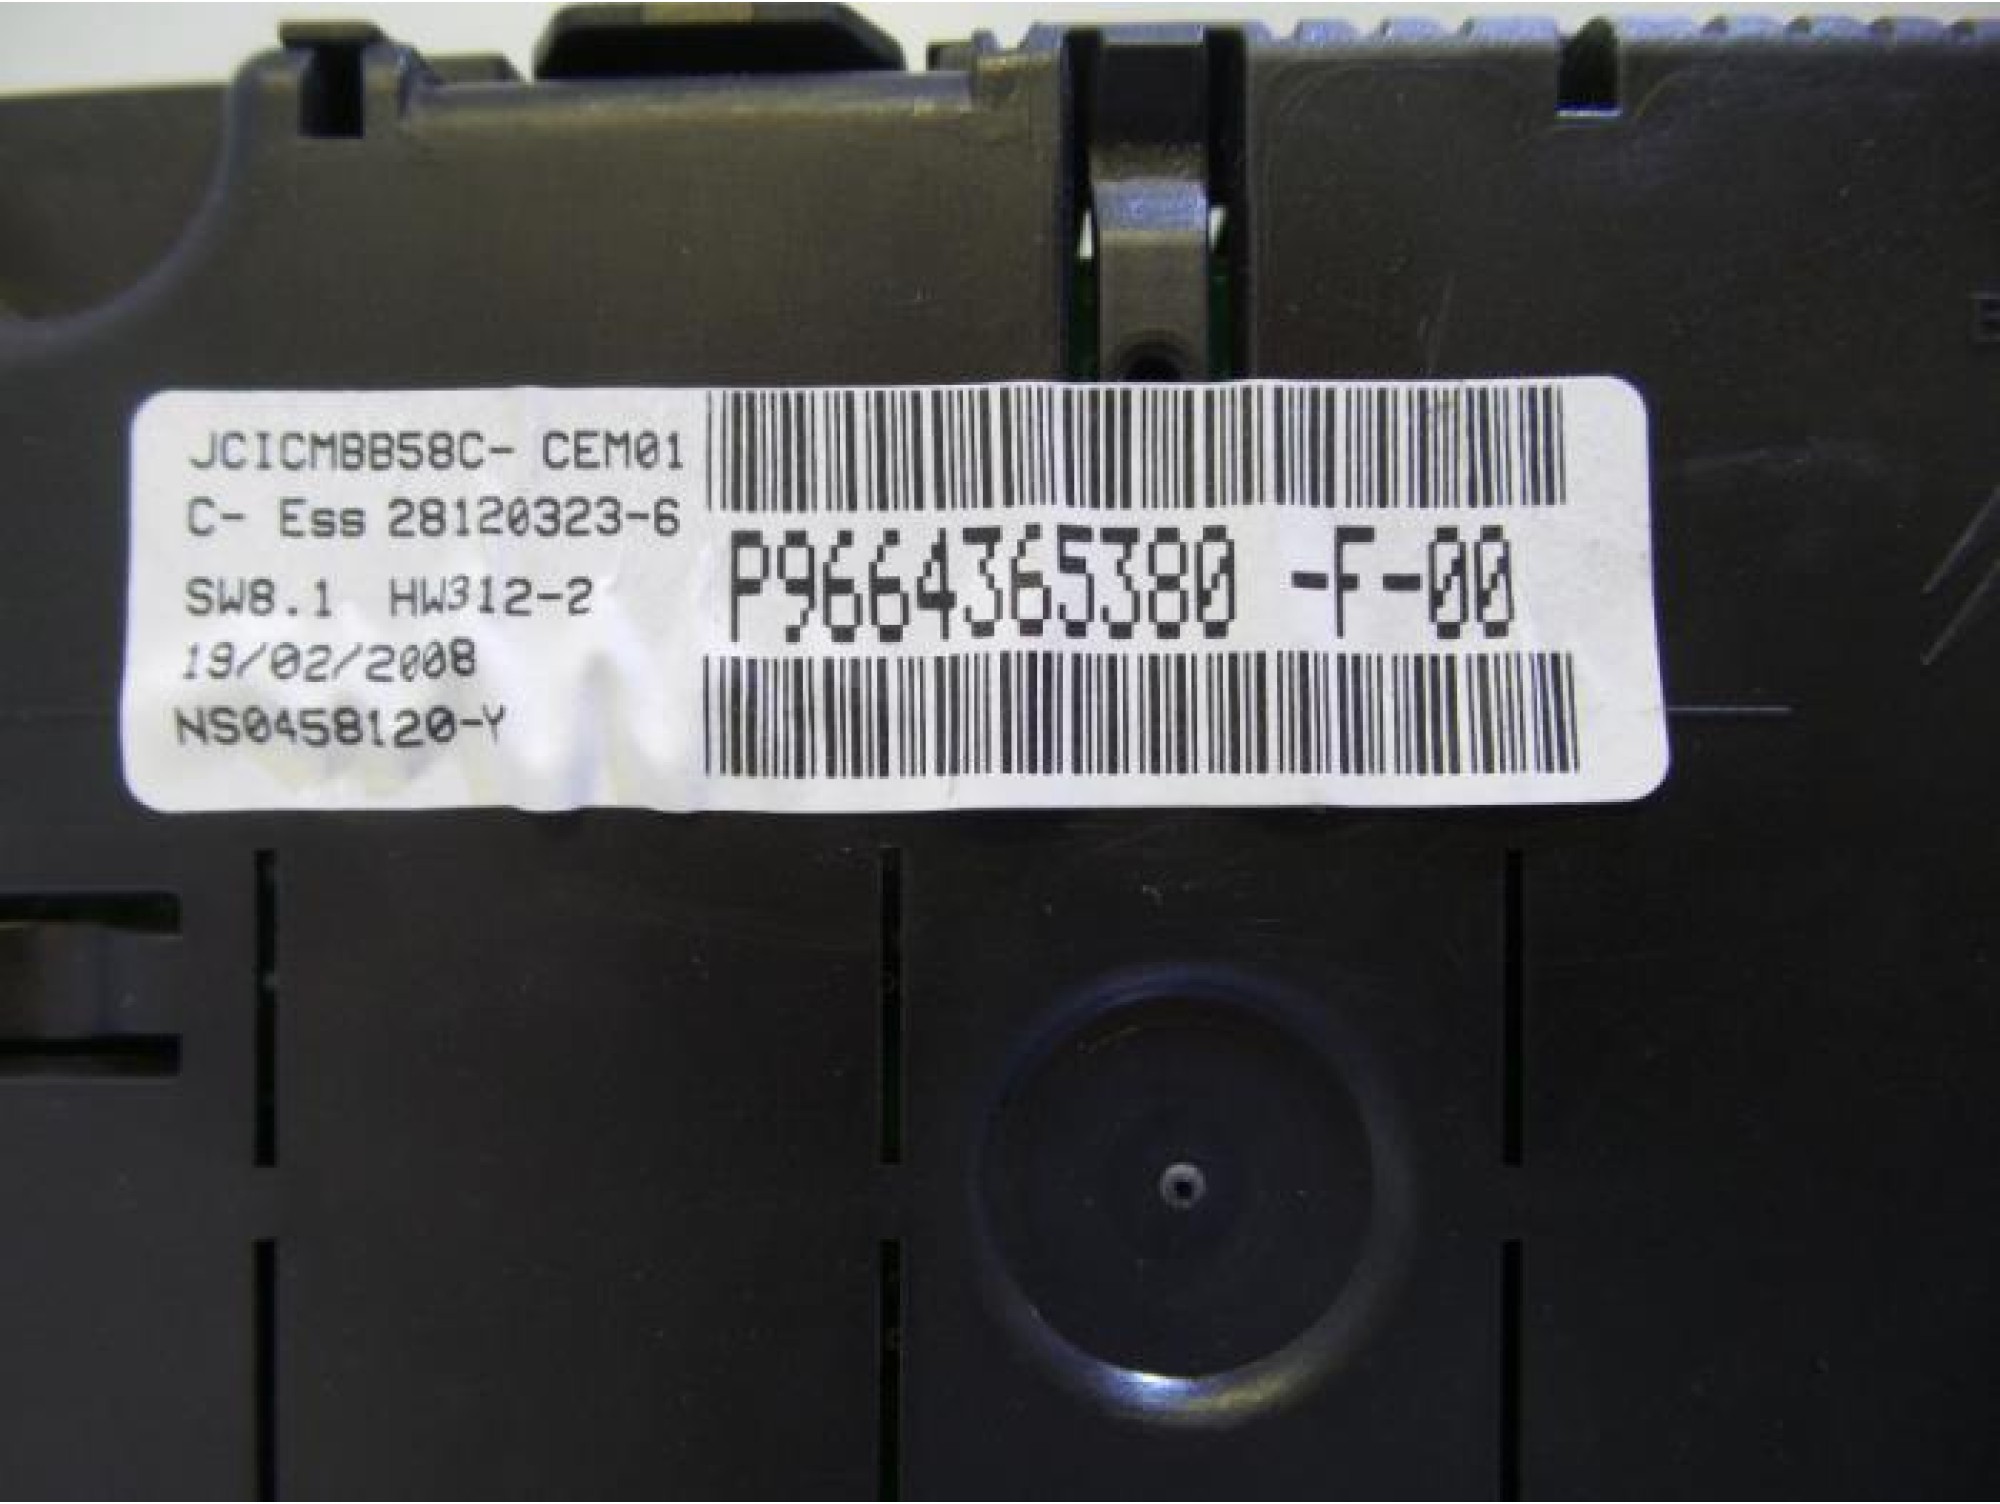 JCICMBB58C- CEM01
C- Ess 28120323-6
SW8.1 HW312-2
19/02/2008
NS0458120-Y
P9664365380 -F-00